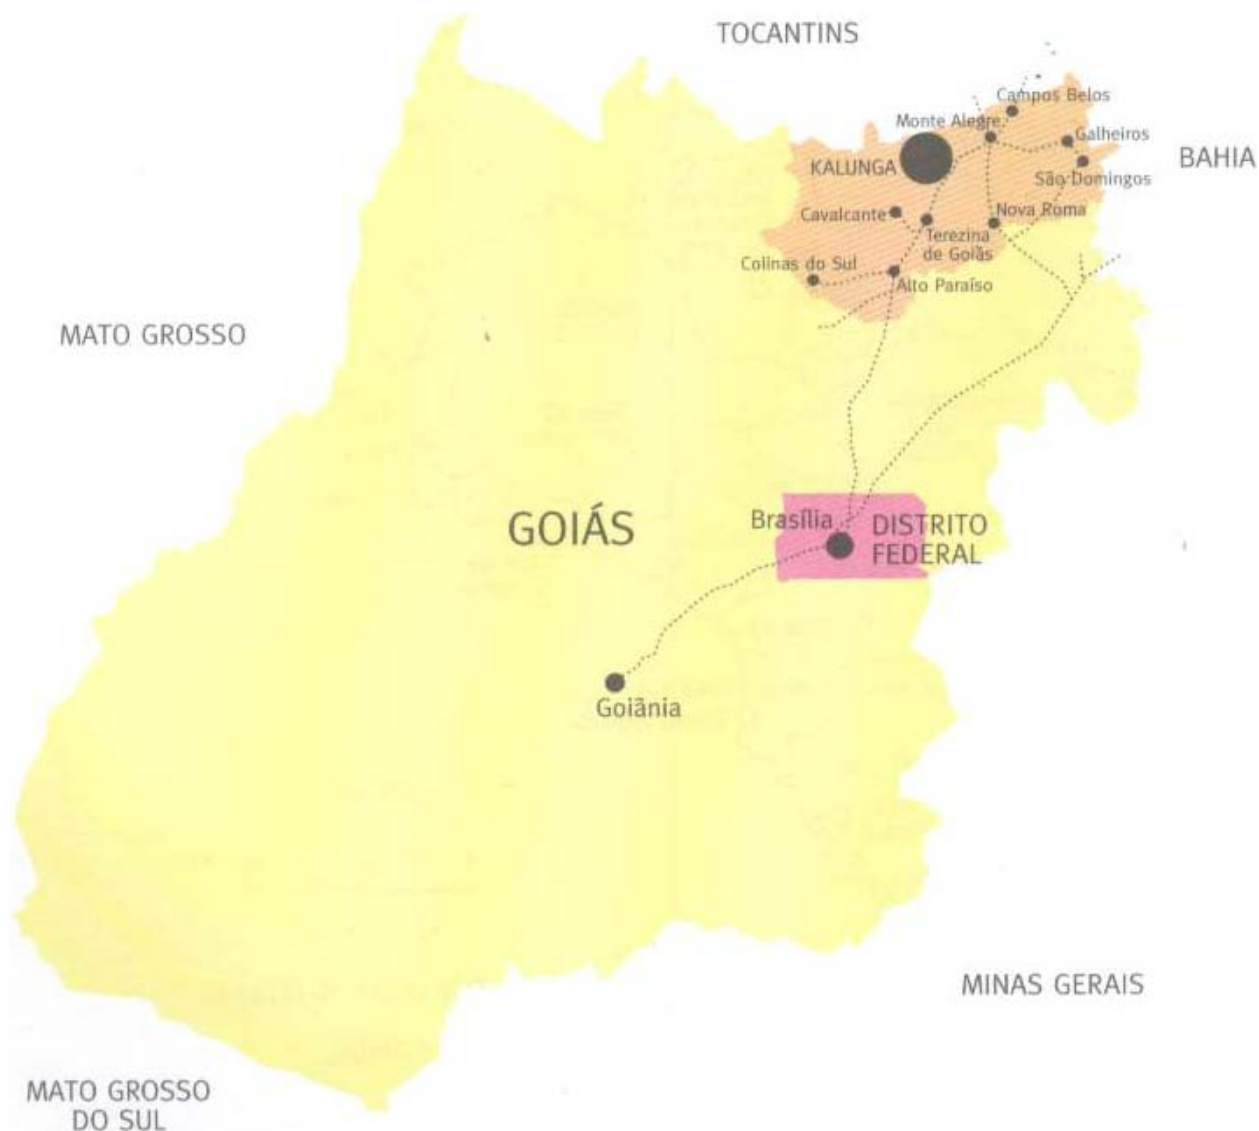 TOCANTINS
Campos Belos
Monte Alegre
Galheiros
BAHIA
KALUNGA
São Domingos
Cavalcante
Nova Roma
Terezina
de Goiás
Colinas do Sul
Alto Paraíso
MATO GROSSO
GOIÁS
Brasília
DISTRITO
FEDERAL
Goiânia
MINAS GERAIS
MATO GROSSO
DO SUL